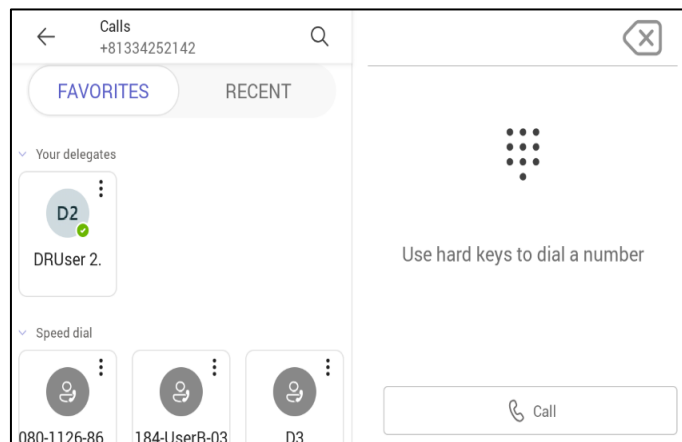 Calls
+81334252142
FAVORITES RECENT
Your delegates
D2
DRUser 2.
Speed dial
080-1126-86 184-UserB-03 D3
Use hard keys to dial a number
Call